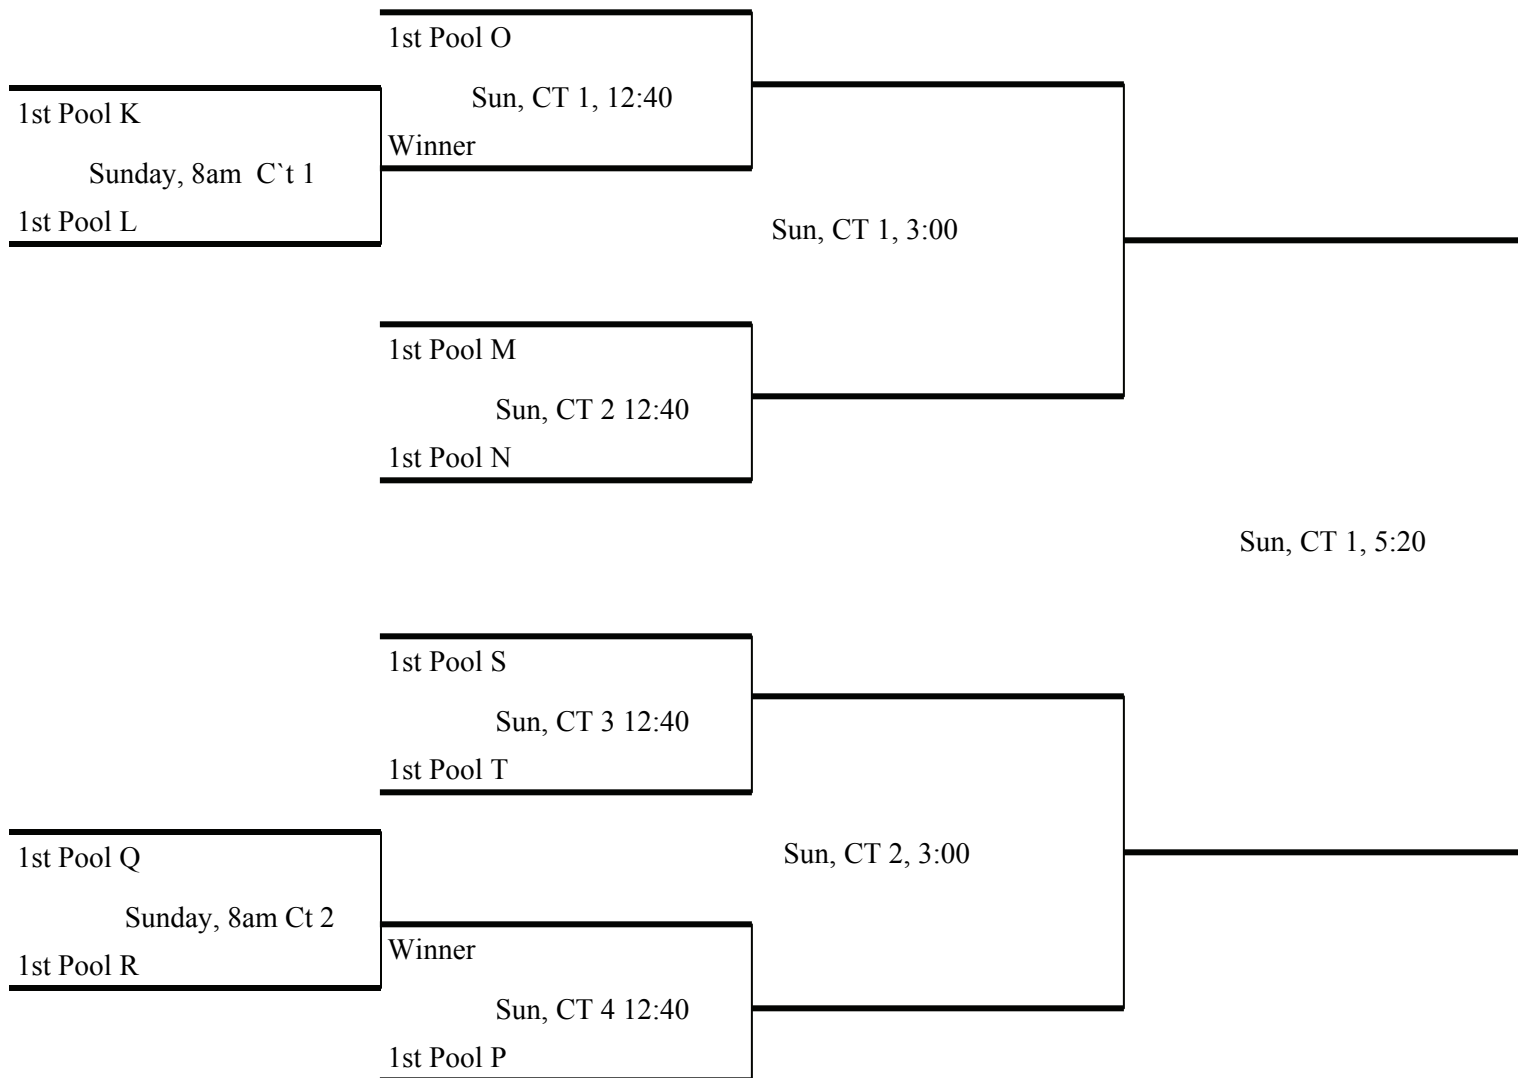 1st Pool O
Sun, CT 1, 12:40
1st Pool K
Winner
Sunday, 8am  C`t 1
1st Pool L
Sun, CT 1, 3:00
1st Pool M
Sun, CT 2 12:40
1st Pool N
Sun, CT 1, 5:20
1st Pool S
Sun, CT 3 12:40
1st Pool T
1st Pool Q
Sun, CT 2, 3:00
Sunday, 8am Ct 2
Winner
1st Pool R
Sun, CT 4 12:40
1st Pool P